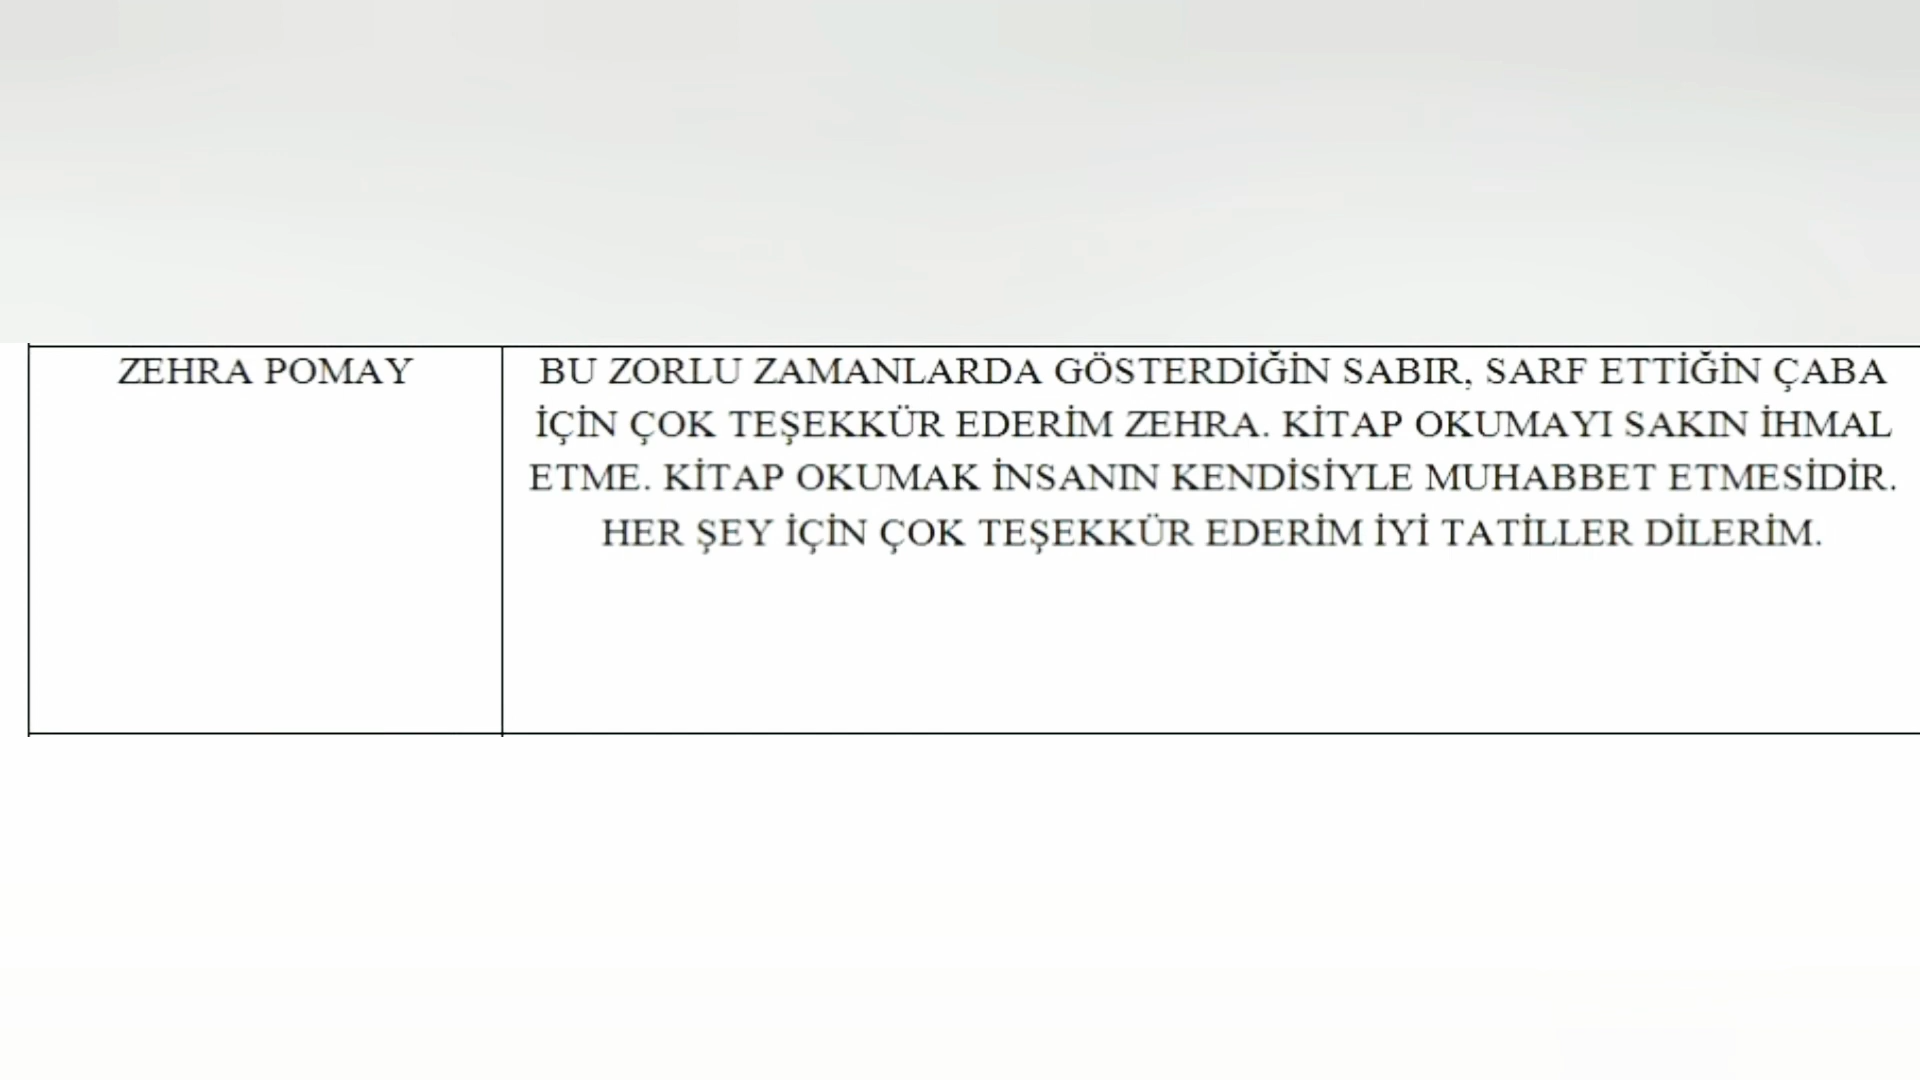 ZEHRA POMAY
BU ZORLU ZAMANLARDA GÖSTERDİĞİN SABIR, SARF ETTİĞİN ÇABA
İÇİN ÇOK TEŞEKKÜR EDERİM ZEHRA. KİTAP OKUMAYI SAKIN İHMAL
ETME. KİTAP OKUMAK İNSANIN KENDİSİYLE MUHABBET ETMESİDİR.
HER ŞEY İÇİN ÇOK TEŞEKKÜR EDERİM İYİ TATİLLER DİLERİM.